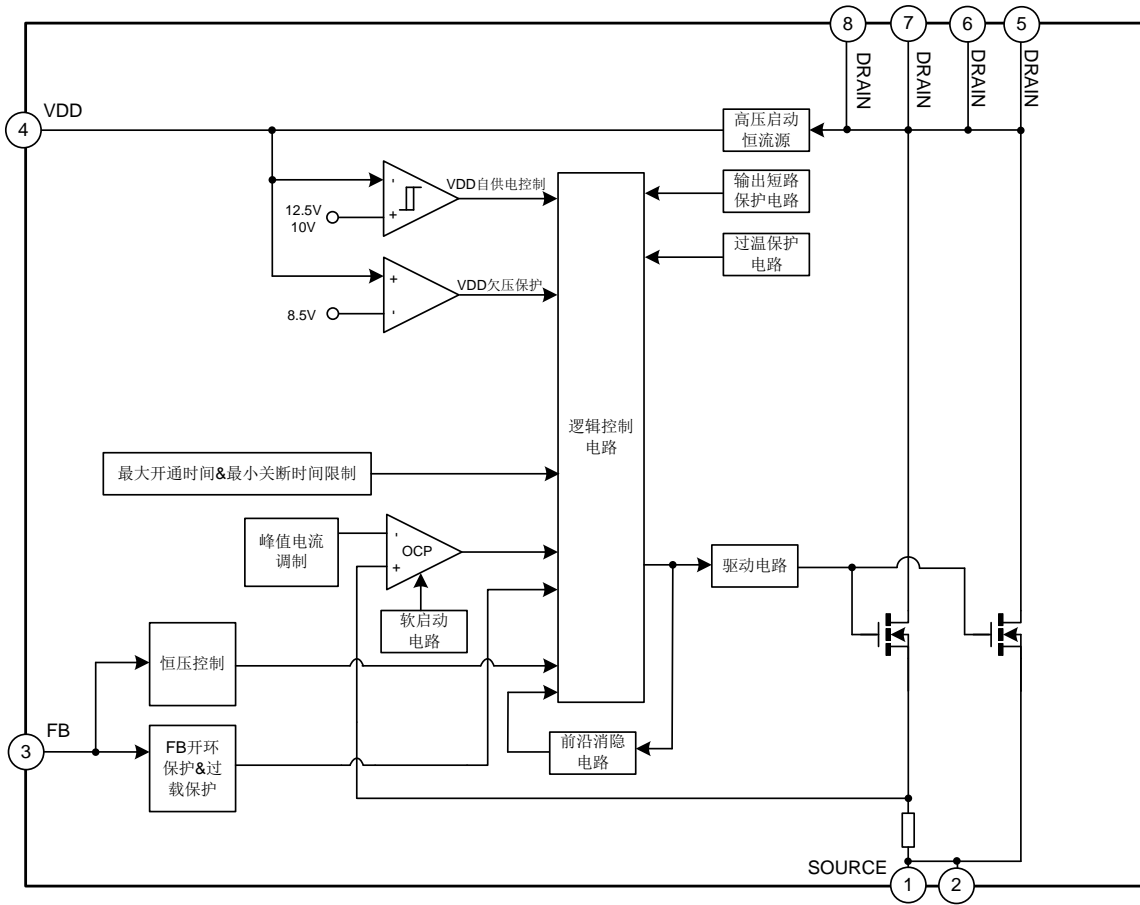 8
7
6
5
DRAIN
DRAIN
DRAIN
DRAIN
VDD
4
高压启动
恒流源
-
+
12.5V
10V
VDD自供电控制
输出短路
保护电路
过温保护
电路
+
-
8.5V
VDD欠压保护
逻辑控制
电路
最大开通时间&最小关断时间限制
峰值电流
调制
-
+
OCP
软启动
电路
驱动电路
恒压控制
FB
3
FB开环
保护&过
载保护
前沿消隐
电路
SOURCE
1
2